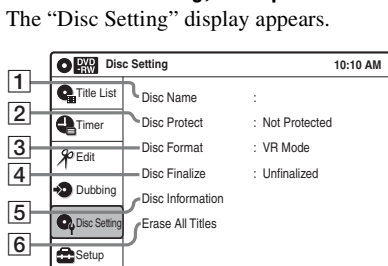 The “Disc Setting” display appears.
DVD -RW Disc Setting 10:10 AM
1 Title List Disc Name :
2 Timer Disc Protect : Not Protected
3 Edit Disc Format : VR Mode
4 Disc Finalize : Unfinalized
Dubbing
5 Disc Information
6 Disc Setting Erase All Titles
Setup